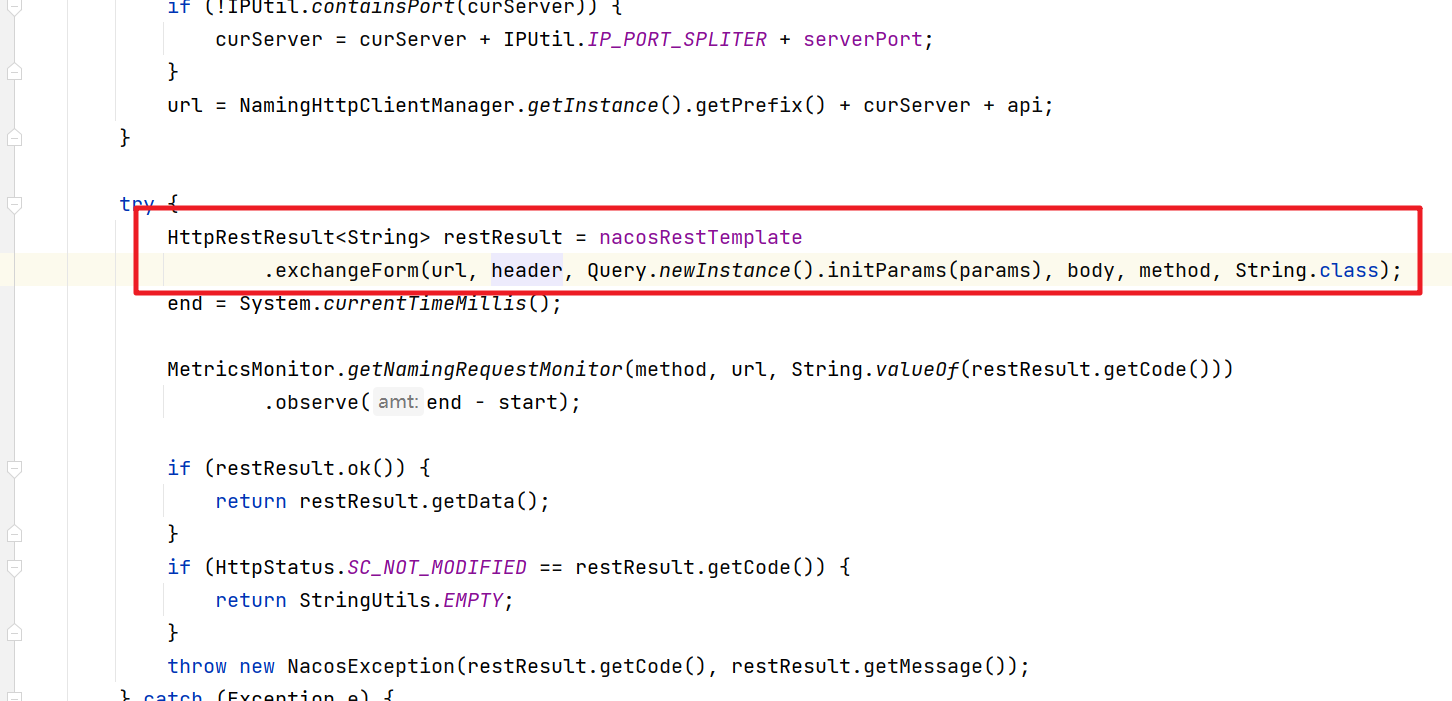 if (!IPUtil.containsPort(curServer)) {
curServer = curServer + IPUtil.IP_PORT_SPLITER + serverPort;
}
url = NamingHttpClientManager.getInstance().getPrefix() + curServer + api;
}
try {
HttpRestResult<String> restResult = nacosRestTemplate
.exchangeForm(url, header, Query.newInstance().initParams(params), body, method, String.class);
end = System.currentTimeMillis();
MetricsMonitor.getNamingRequestMonitor(method, url, String.valueOf(restResult.getCode()))
.observe( amt: end - start);
if (restResult.ok()) {
return restResult.getData();
}
if (HttpStatus.SC_NOT_MODIFIED == restResult.getCode()) {
return StringUtils.EMPTY;
}
throw new NacosException(restResult.getCode(), restResult.getMessage());
} catch (Exception e) {